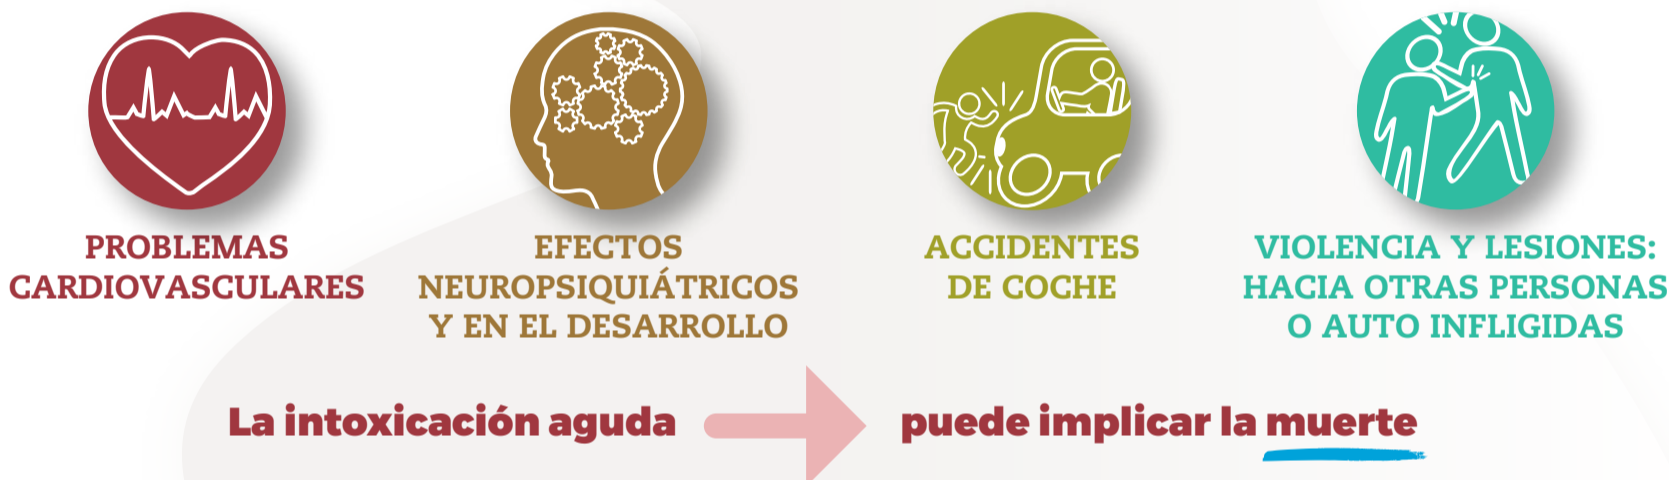 PROBLEMAS
CARDIOVASCULARES
EFECTOS
NEUROPSIQUIÁTRICOS
Y EN EL DESARROLLO
ACCIDENTES
DE COCHE
VIOLENCIA Y LESIONES:
HACIA OTRAS PERSONAS
O AUTO INFLIGIDAS
La intoxicación aguda puede implicar la muerte